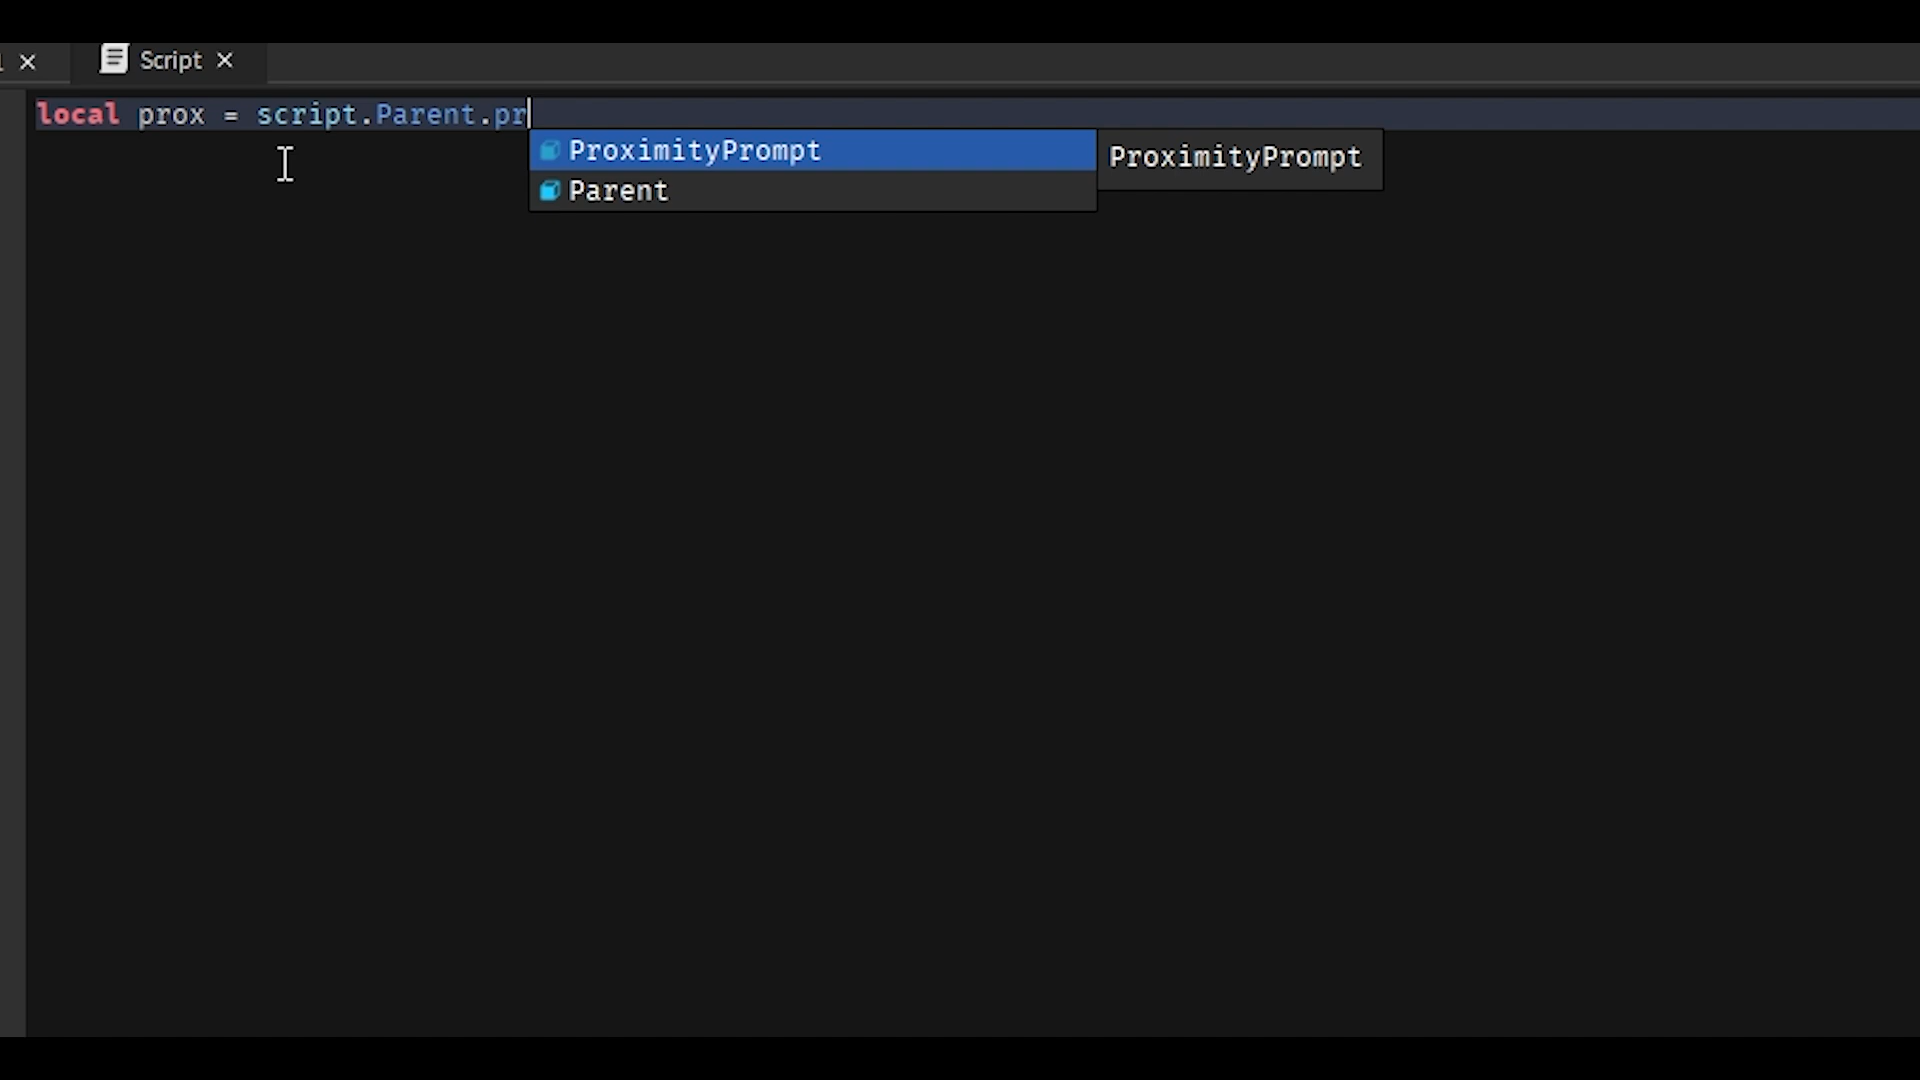 Script
local prox = script.Parent.pr
ProximityPrompt
ProximityPrompt
Parent